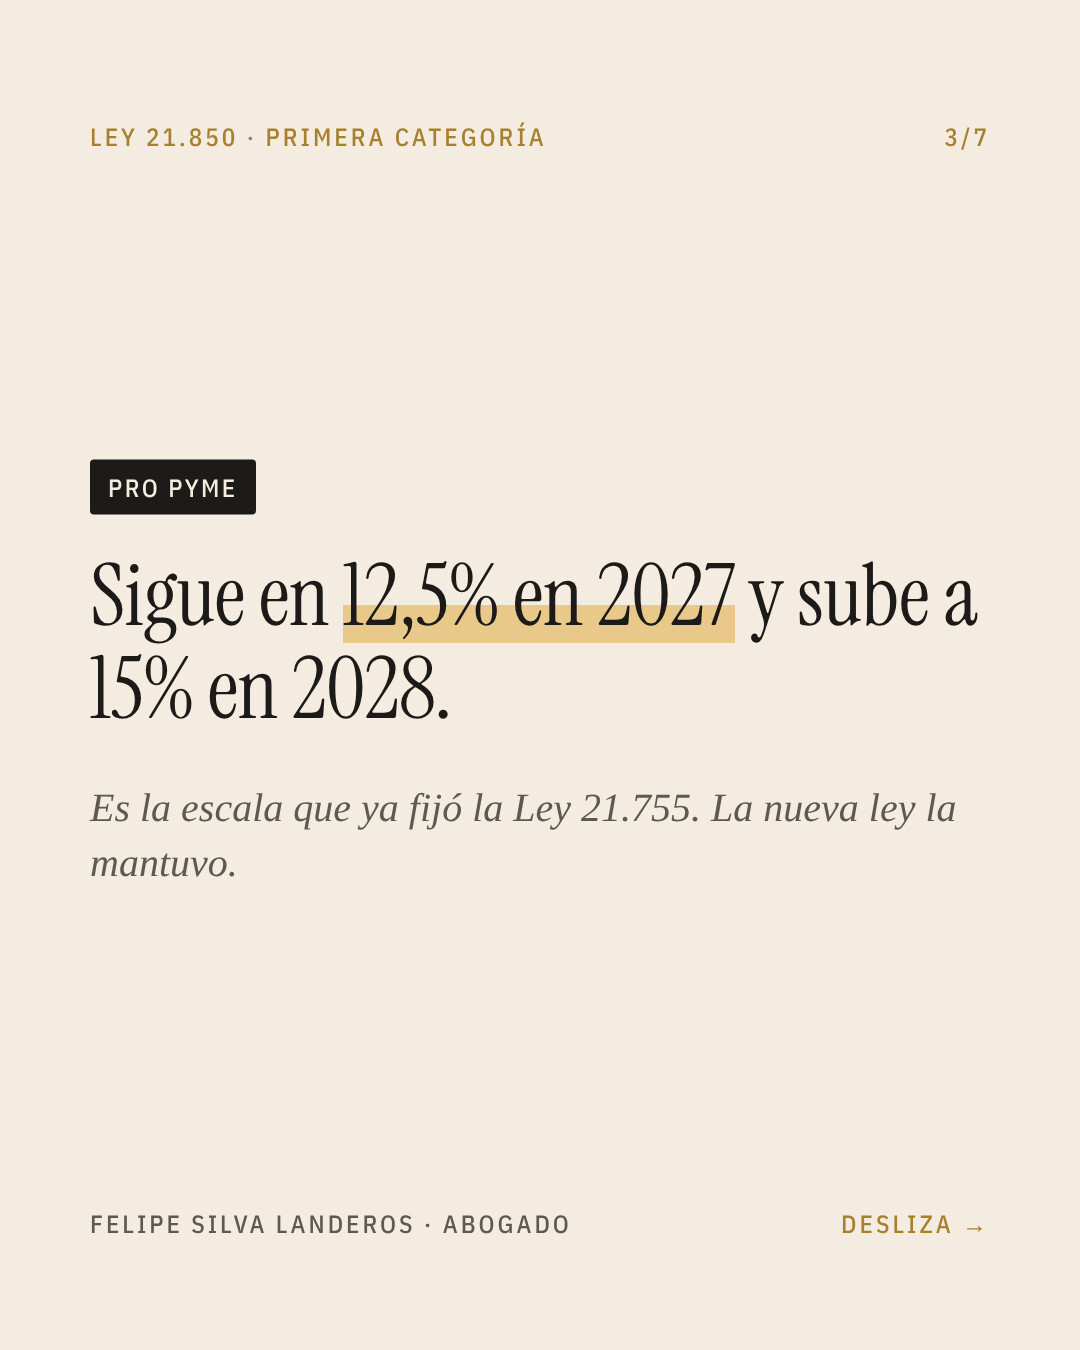 LEY 21.850 · PRIMERA CATEGORÍA
3/7
PRO PYME
Sigue en 12,5% en 2027 y sube a
15% en 2028.
Es la escala que ya fijó la Ley 21.755. La nueva ley la
mantuvo.
FELIPE SILVA LANDEROS · ABOGADO
DESLIZA →